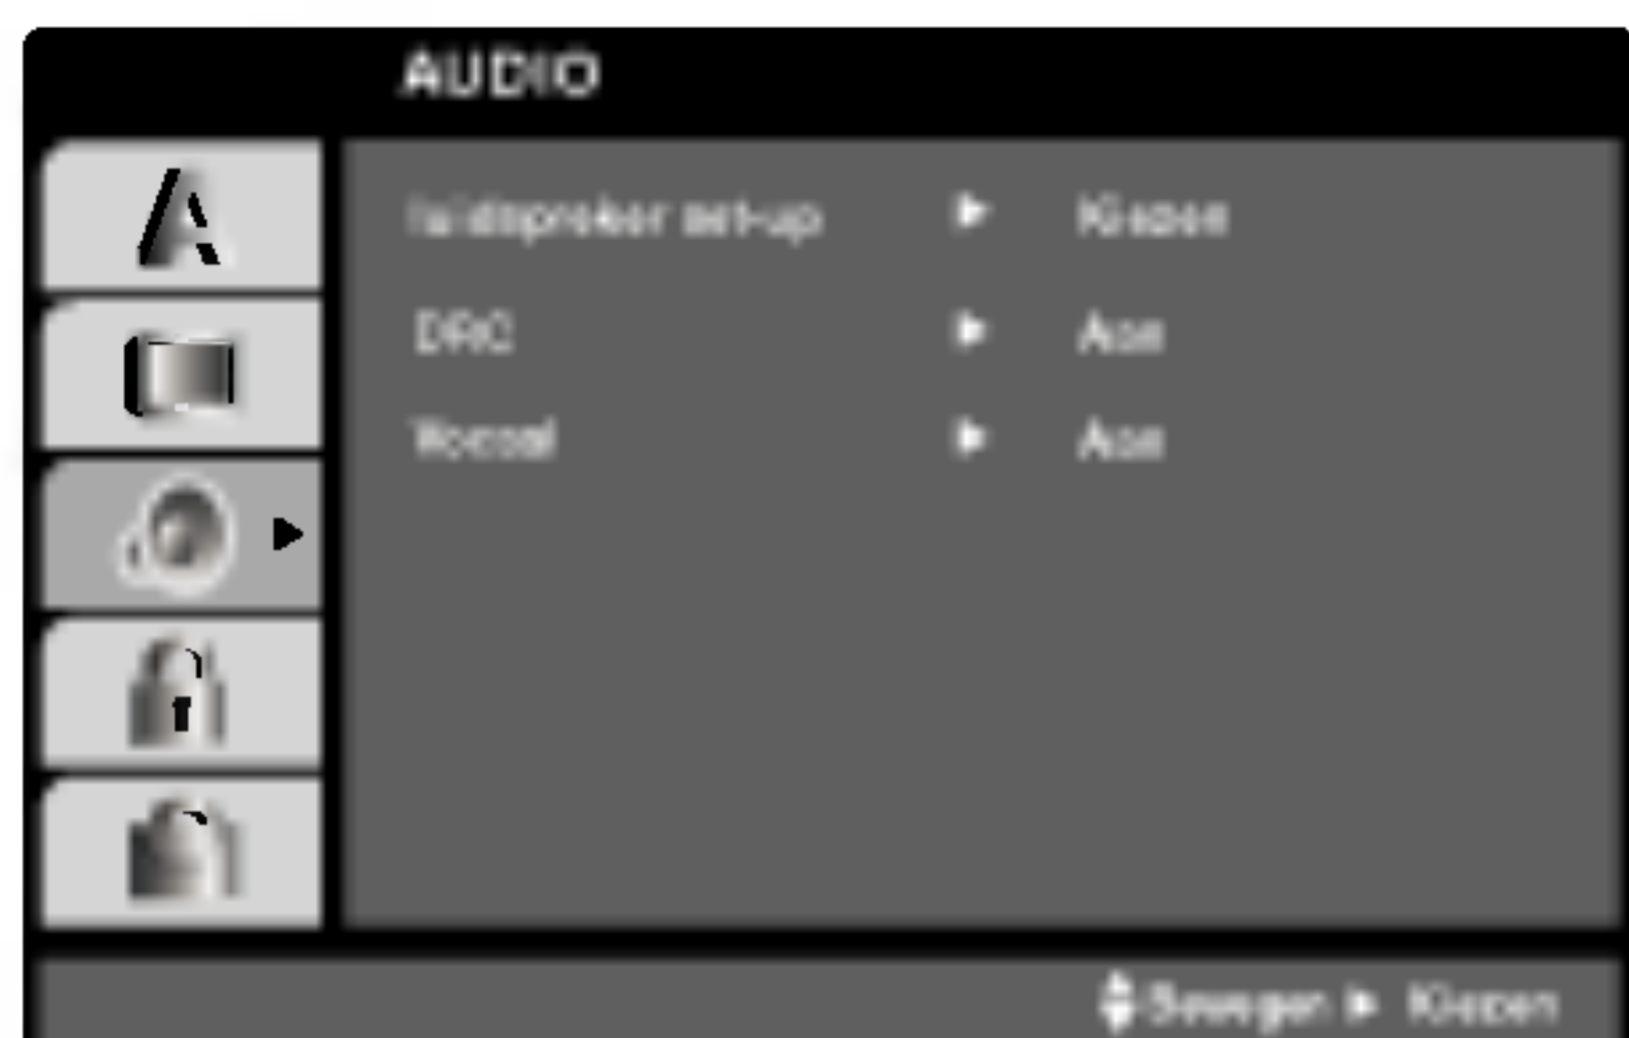 AUDIO
luidspreker set-up ▶ Kiezen
DRC ▶ Aan
Vocaal ▶ Aan
Bewegen ▶ Kiezen